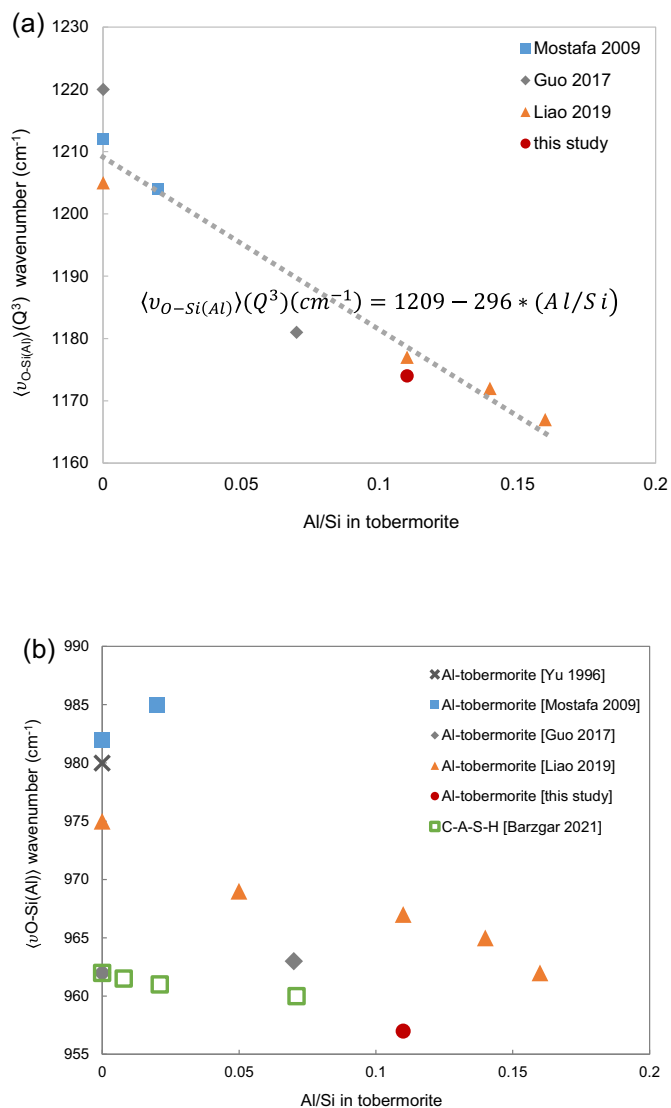 (a)
1230
1220
1210
1200
1190
1180
1170
1160
⟨υO-Si(Al)⟩(Q³) wavenumber (cm⁻¹)
Mostafa 2009
Guo 2017
Liao 2019
this study
⟨υO−Si(Al)⟩(Q³)(cm⁻¹) = 1209 − 296 ∗ (Al/Si)
0 0.05 0.1 0.15 0.2
Al/Si in tobermorite
(b)
990
985
980
975
970
965
960
955
⟨υO-Si(Al)⟩ wavenumber (cm⁻¹)
Al-tobermorite [Yu 1996]
Al-tobermorite [Mostafa 2009]
Al-tobermorite [Guo 2017]
Al-tobermorite [Liao 2019]
Al-tobermorite [this study]
C-A-S-H [Barzgar 2021]
0 0.05 0.1 0.15 0.2
Al/Si in tobermorite